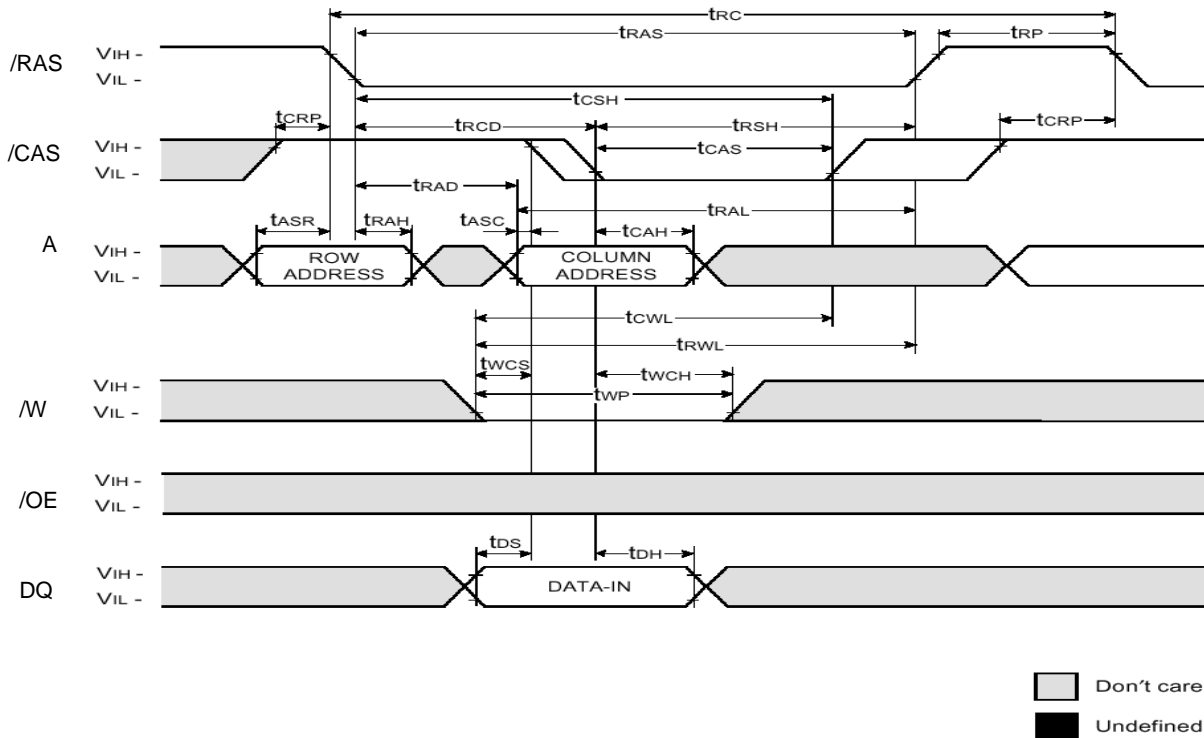 tRC
tRAS
tRP
/RAS
VIH -
VIL -
tCSH
tCRP
tRCD
tRSH
tCRP
/CAS
VIH -
VIL -
tCAS
tRAD
tRAL
tASR
tRAH
tASC
tCAH
A
VIH -
VIL -
ROW
ADDRESS
COLUMN
ADDRESS
tCWL
tRWL
tWCS
tWCH
tWP
/W
VIH -
VIL -
/OE
VIH -
VIL -
tDS
tDH
DQ
VIH -
VIL -
DATA-IN
Don't care
Undefined